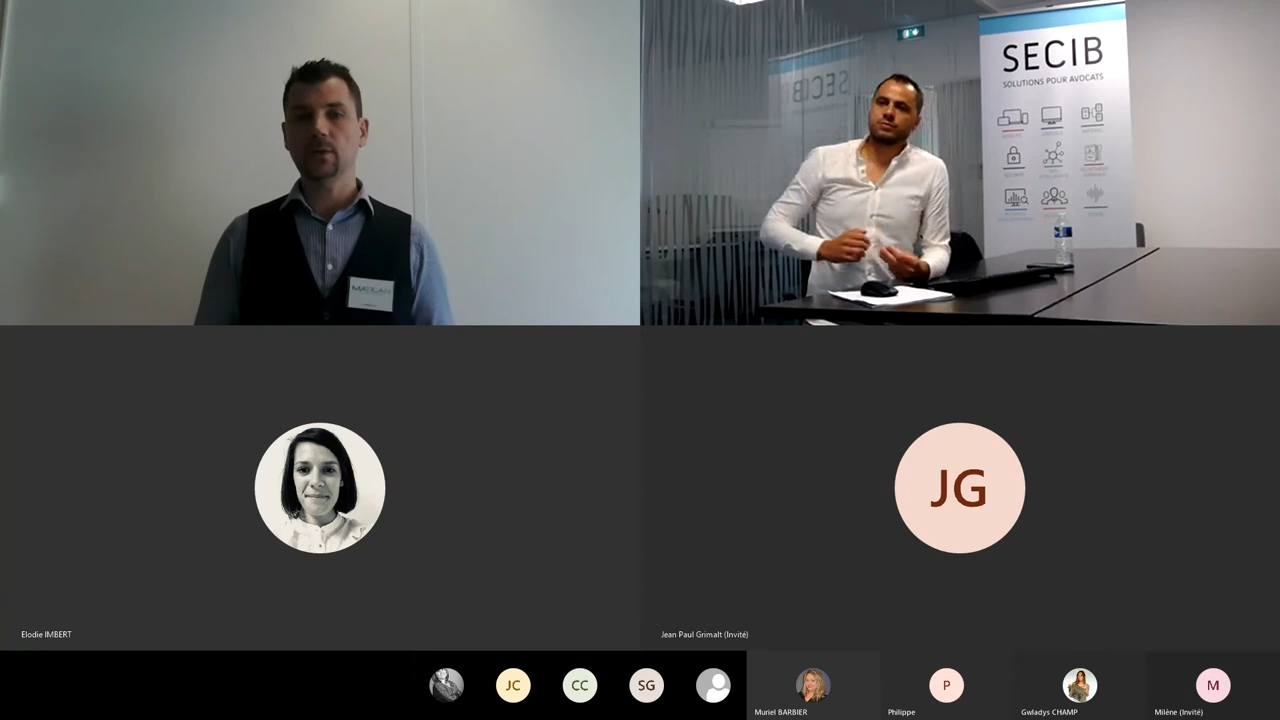 SECIB
SOLUTIONS POUR AVOCATS
SECIB
JG
Elodie IMBERT
Jean Paul Grimalt (Invité)
JC
CC
SG
P
M
Muriel BARBIER
Philippe
Gwladys CHAMP
Milène (Invité)